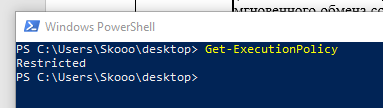 мгновенного обмена со
Windows PowerShell
PS C:\Users\Skooo\desktop> Get-ExecutionPolicy
Restricted
PS C:\Users\Skooo\desktop>